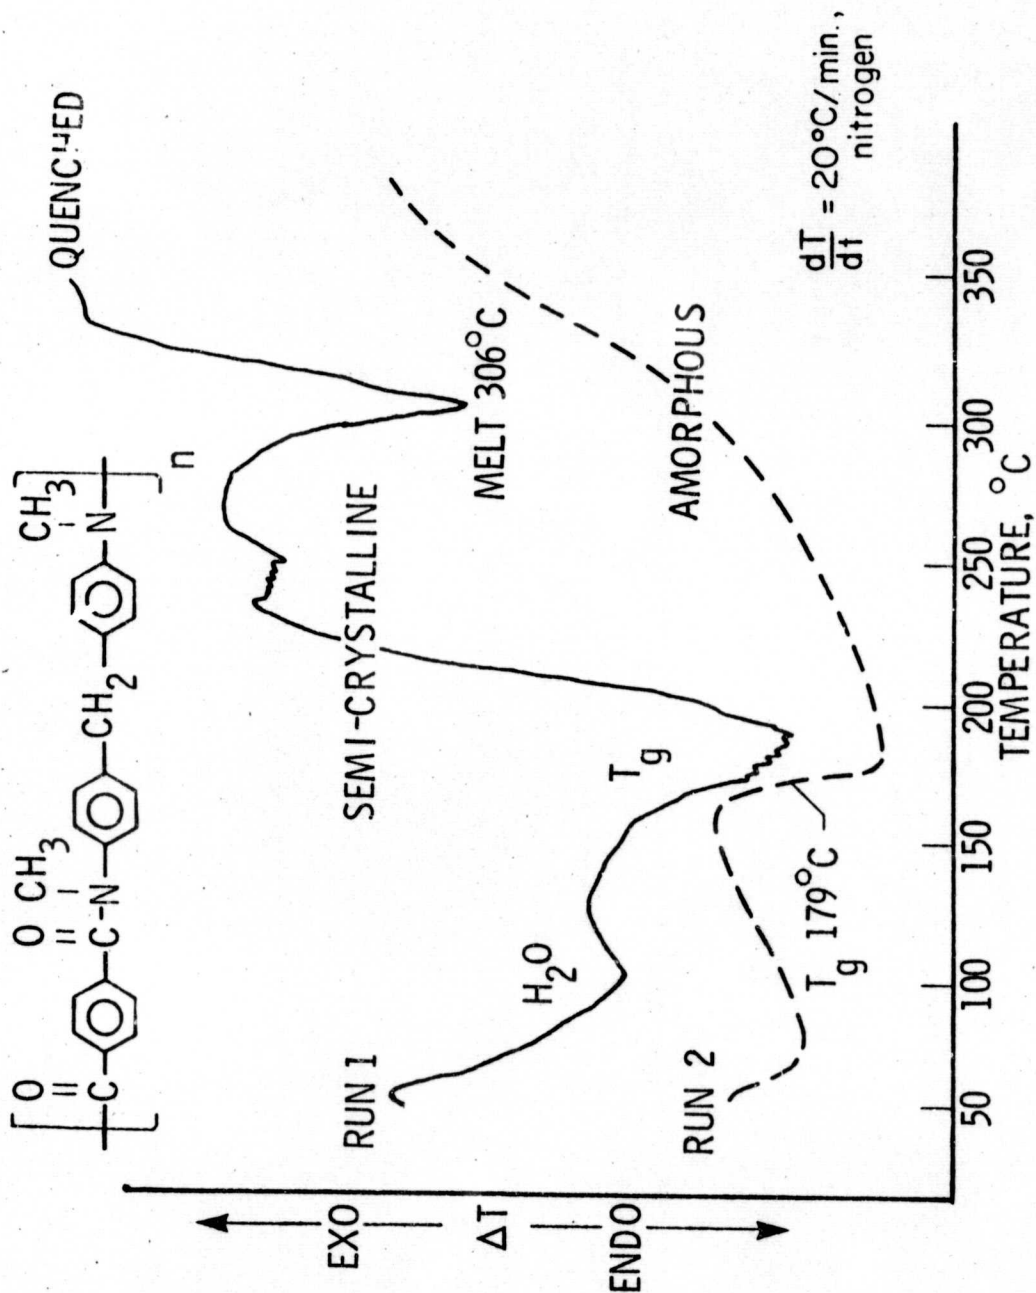 O
=
C
O
=
C-N
CH3
CH2
N
CH3
n
QUENCHED
EXO
ΔT
ENDO
RUN 1
H2O
SEMI-CRYSTALLINE
Tg
MELT 306°C
RUN 2
Tg 179°C
AMORPHOUS
dT/dt = 20°C/min.,
nitrogen
50 100 150 200 250 300 350
TEMPERATURE, °C